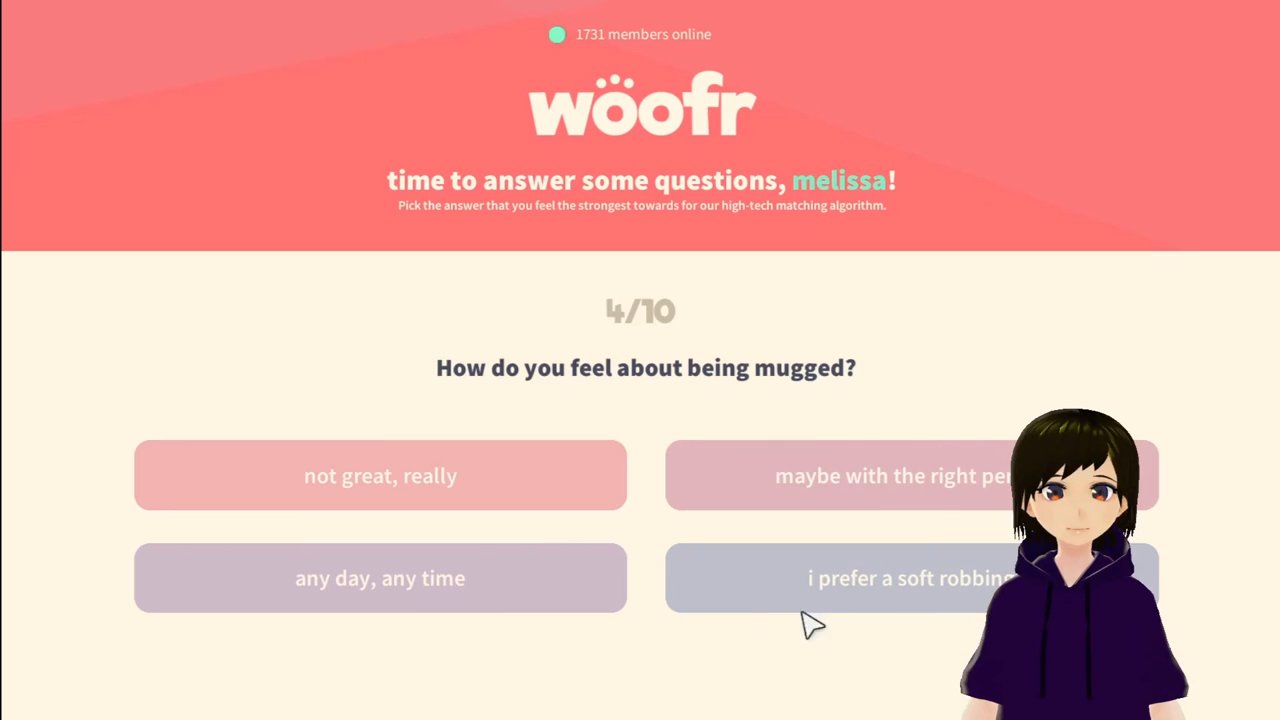 1731 members online
wöofr
time to answer some questions, melissa!
Pick the answer that you feel the strongest towards for our high-tech matching algorithm.
4/10
How do you feel about being mugged?
not great, really
maybe with the right
any day, any time
i prefer a soft robbing